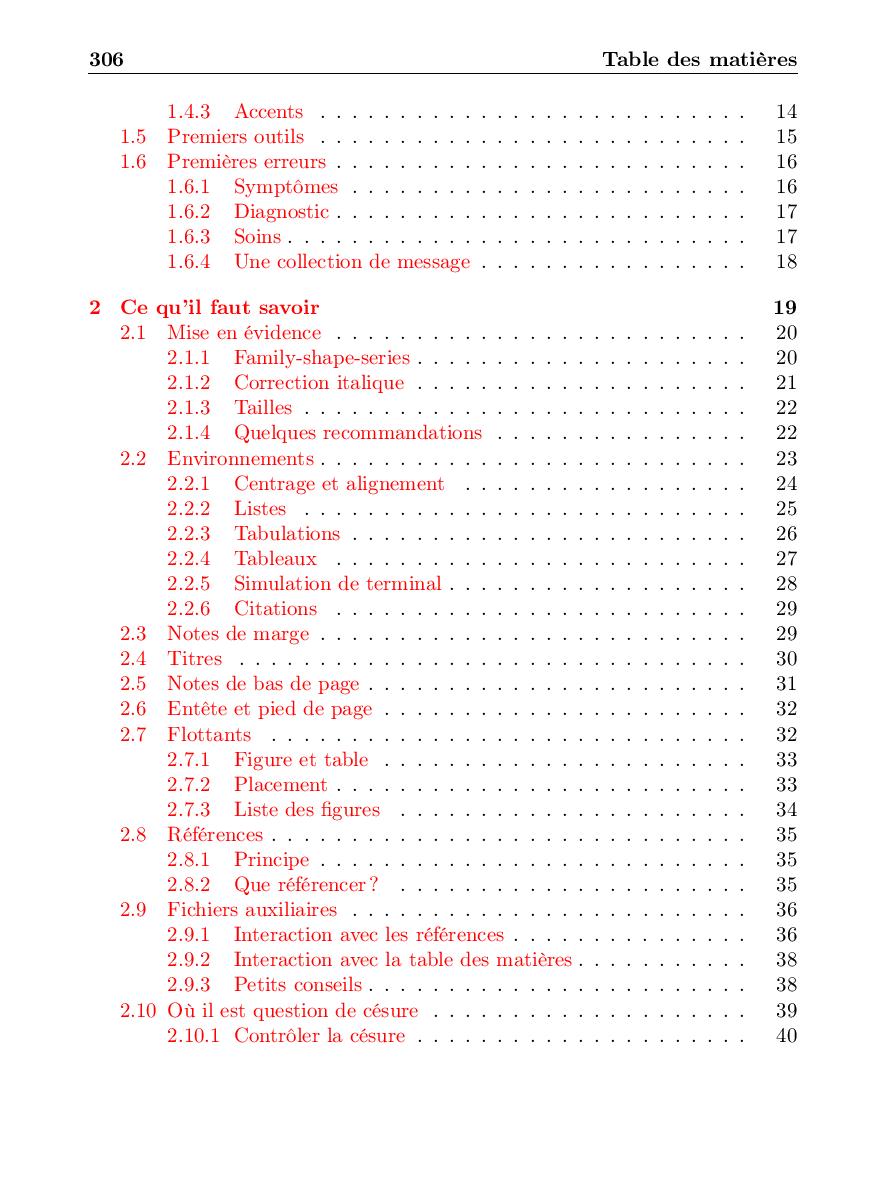 306 Table des matières
1.4.3 Accents . . . . . . . . . . . . . . . . . . . . . . . . . . . 14
1.5 Premiers outils . . . . . . . . . . . . . . . . . . . . . . . . . . . 15
1.6 Premières erreurs . . . . . . . . . . . . . . . . . . . . . . . . . . 16
1.6.1 Symptômes . . . . . . . . . . . . . . . . . . . . . . . . . 16
1.6.2 Diagnostic . . . . . . . . . . . . . . . . . . . . . . . . . . 17
1.6.3 Soins . . . . . . . . . . . . . . . . . . . . . . . . . . . . . 17
1.6.4 Une collection de message . . . . . . . . . . . . . . . . . 18
2 Ce qu'il faut savoir 19
2.1 Mise en évidence . . . . . . . . . . . . . . . . . . . . . . . . . . 20
2.1.1 Family-shape-series . . . . . . . . . . . . . . . . . . . . . 20
2.1.2 Correction italique . . . . . . . . . . . . . . . . . . . . . 21
2.1.3 Tailles . . . . . . . . . . . . . . . . . . . . . . . . . . . . 22
2.1.4 Quelques recommandations . . . . . . . . . . . . . . . . 22
2.2 Environnements . . . . . . . . . . . . . . . . . . . . . . . . . . . 23
2.2.1 Centrage et alignement . . . . . . . . . . . . . . . . . . 24
2.2.2 Listes . . . . . . . . . . . . . . . . . . . . . . . . . . . . 25
2.2.3 Tabulations . . . . . . . . . . . . . . . . . . . . . . . . . 26
2.2.4 Tableaux . . . . . . . . . . . . . . . . . . . . . . . . . . 27
2.2.5 Simulation de terminal . . . . . . . . . . . . . . . . . . . 28
2.2.6 Citations . . . . . . . . . . . . . . . . . . . . . . . . . . 29
2.3 Notes de marge . . . . . . . . . . . . . . . . . . . . . . . . . . . 29
2.4 Titres . . . . . . . . . . . . . . . . . . . . . . . . . . . . . . . . 30
2.5 Notes de bas de page . . . . . . . . . . . . . . . . . . . . . . . . 31
2.6 Entête et pied de page . . . . . . . . . . . . . . . . . . . . . . . 32
2.7 Flottants . . . . . . . . . . . . . . . . . . . . . . . . . . . . . . 32
2.7.1 Figure et table . . . . . . . . . . . . . . . . . . . . . . . 33
2.7.2 Placement . . . . . . . . . . . . . . . . . . . . . . . . . . 33
2.7.3 Liste des figures . . . . . . . . . . . . . . . . . . . . . . 34
2.8 Références . . . . . . . . . . . . . . . . . . . . . . . . . . . . . . 35
2.8.1 Principe . . . . . . . . . . . . . . . . . . . . . . . . . . . 35
2.8.2 Que référencer ? . . . . . . . . . . . . . . . . . . . . . . 35
2.9 Fichiers auxiliaires . . . . . . . . . . . . . . . . . . . . . . . . . 36
2.9.1 Interaction avec les références . . . . . . . . . . . . . . . 36
2.9.2 Interaction avec la table des matières . . . . . . . . . . . 38
2.9.3 Petits conseils . . . . . . . . . . . . . . . . . . . . . . . . 38
2.10 Où il est question de césure . . . . . . . . . . . . . . . . . . . . 39
2.10.1 Contrôler la césure . . . . . . . . . . . . . . . . . . . . . 40